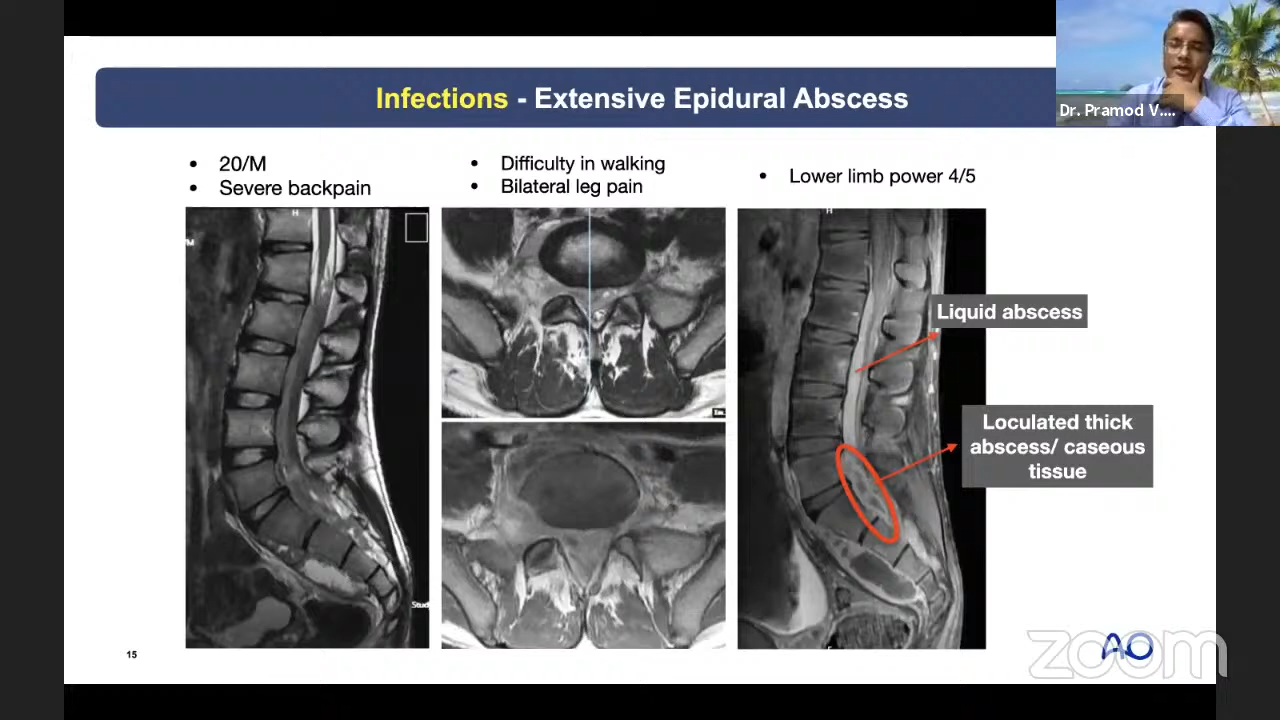 Infections - Extensive Epidural Abscess
Dr. Pramod V....
• 20/M
• Severe backpain
• Difficulty in walking
• Bilateral leg pain
• Lower limb power 4/5
H
H
Liquid abscess
Loculated thick
abscess/ caseous
tissue
Stud
15
AO
zoom